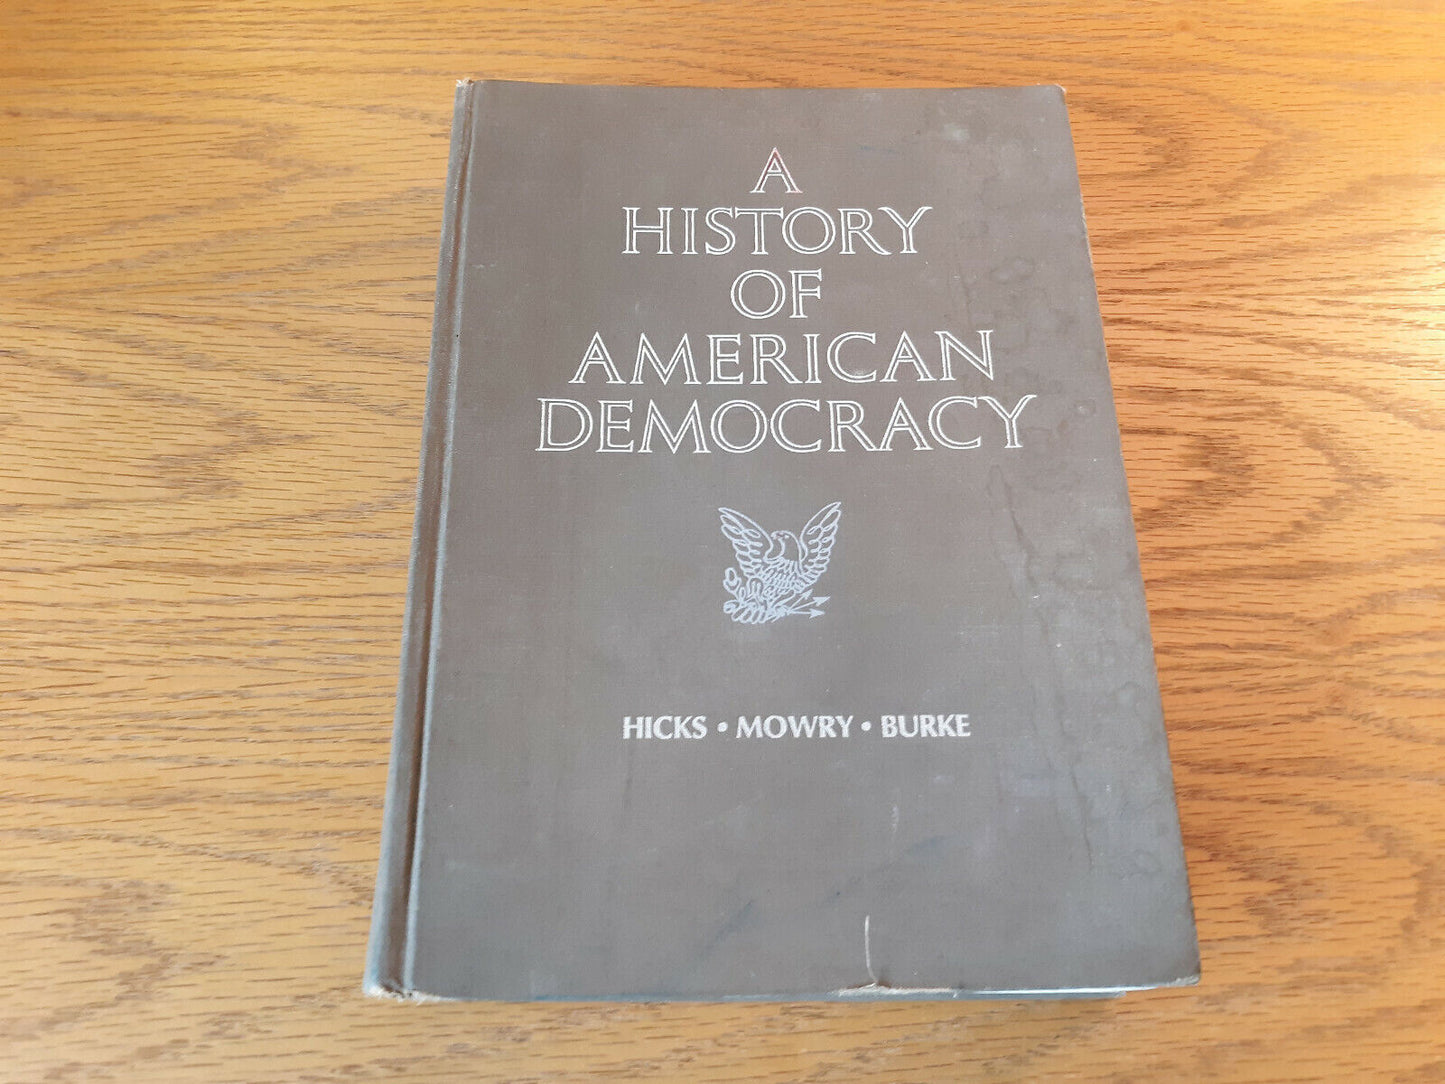 A
HISTORY
OF
AMERICAN
DEMOCRACY
HICKS • MOWRY • BURKE